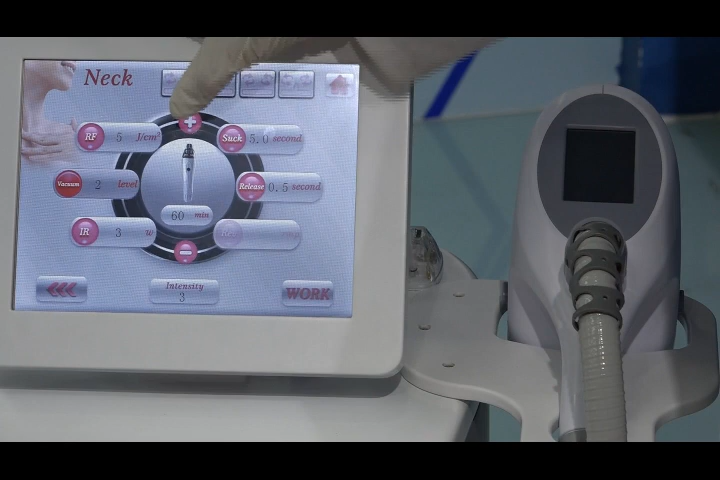 Neck
RF 5 J/cm²
Suck 5.0 second
Vacuum 2 level
Release 0.5 second
60 min
IR 3 w
Intensity
3
WORK